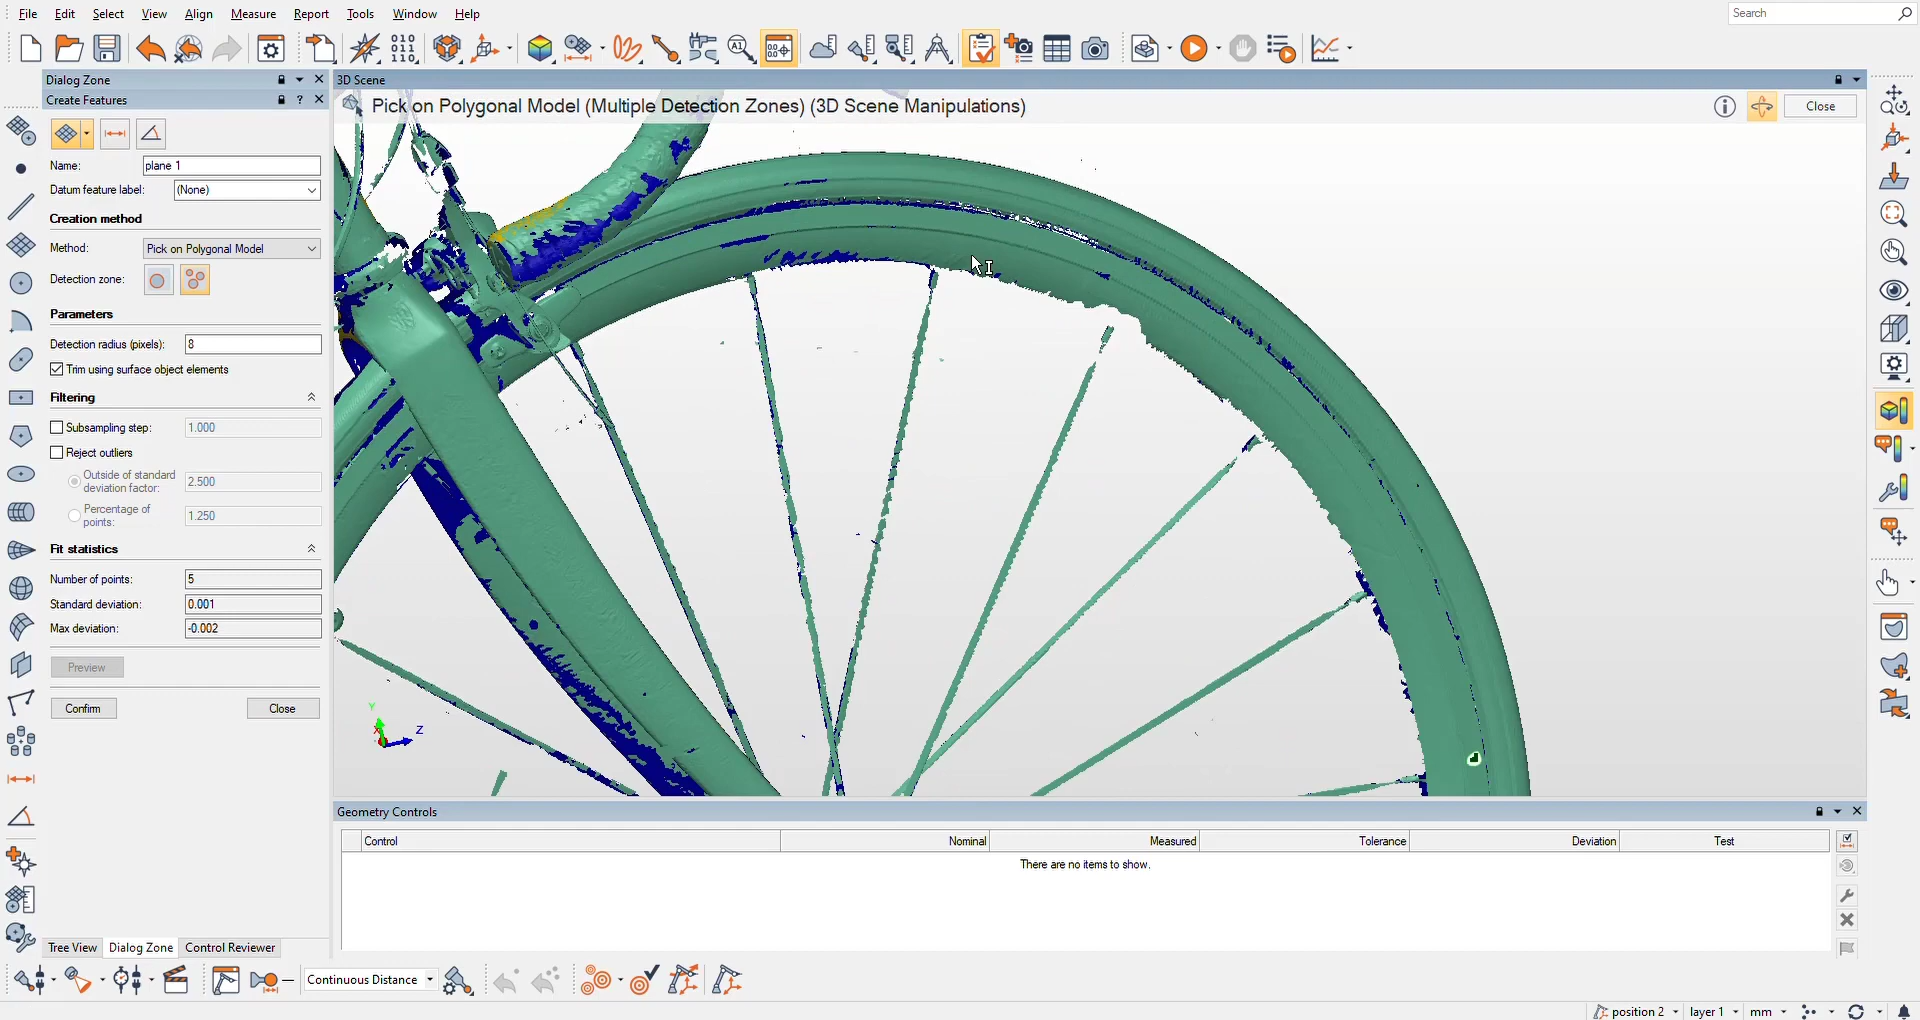 File Edit Select View Align Measure Report Tools Window Help
Search
Dialog Zone
3D Scene
Create Features
Pick on Polygonal Model (Multiple Detection Zones) (3D Scene Manipulations)
Close
Name: plane 1
Datum feature label: (None)
Creation method
Method: Pick on Polygonal Model
Detection zone:
Parameters
Detection radius (pixels): 8
Trim using surface object elements
Filtering
Subsampling step: 1.000
Reject outliers
Outside of standard
deviation factor: 2.500
Percentage of
points: 1.250
Fit statistics
Number of points: 5
Standard deviation: 0.001
Max deviation: -0.002
Preview
Confirm Close
Y
X
Z
Geometry Controls
Control Nominal Measured Tolerance Deviation Test
There are no items to show.
Tree View Dialog Zone Control Reviewer
Continuous Distance
position 2 layer 1 mm